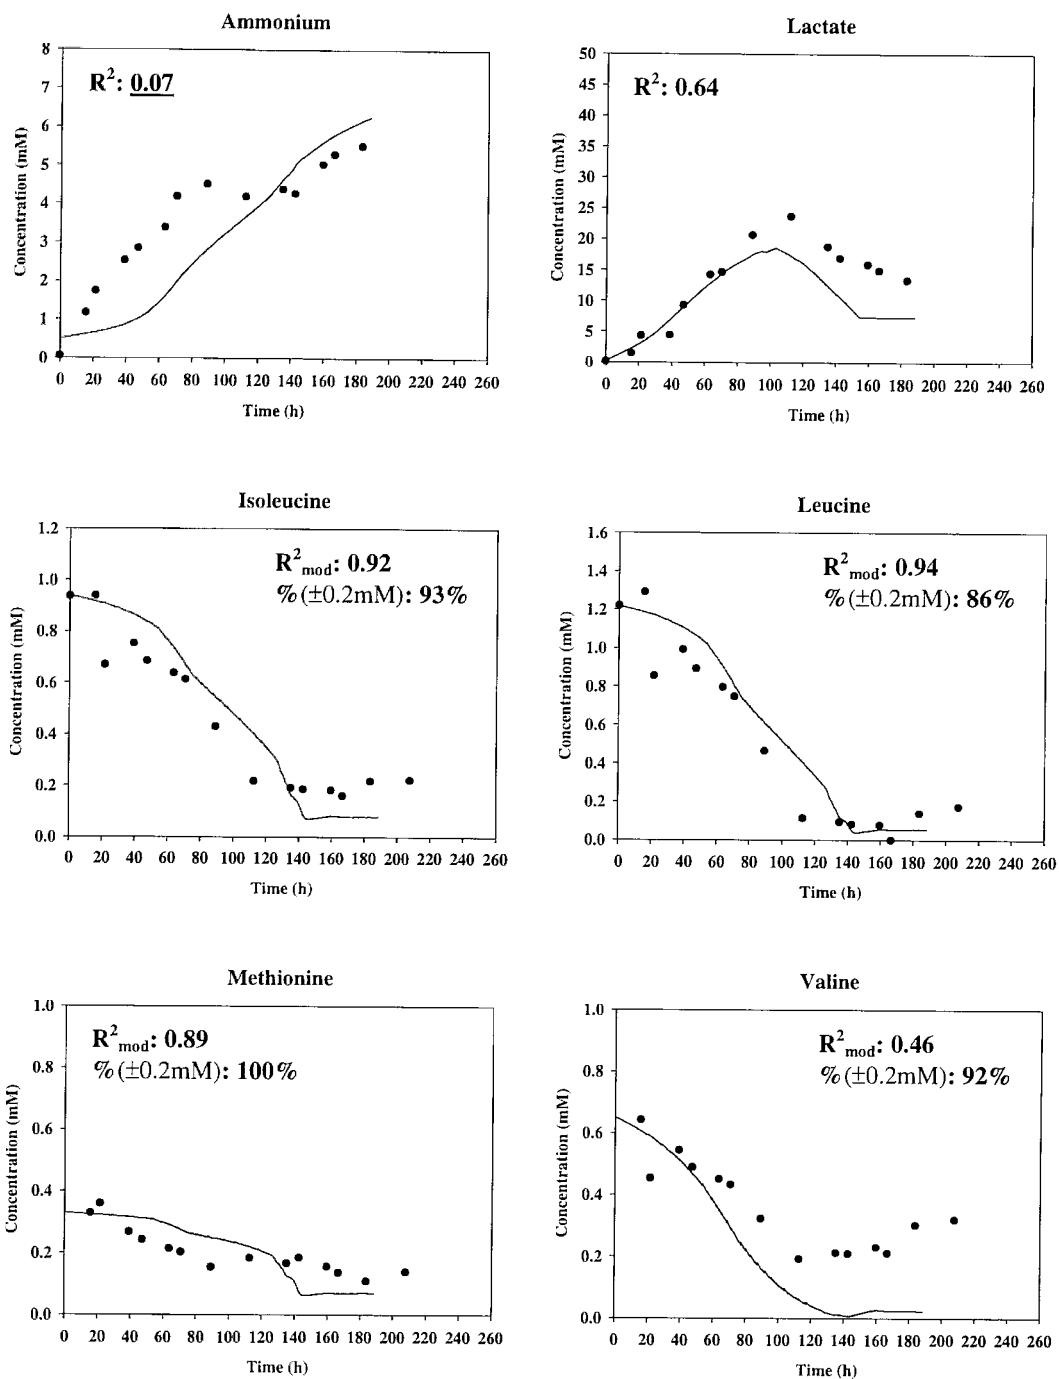 Ammonium
R²: 0.07
Concentration (mM)
8
7
6
5
4
3
2
1
0
0 20 40 60 80 100 120 140 160 180 200 220 240 260
Time (h)
Lactate
R²: 0.64
Concentration (mM)
50
45
40
35
30
25
20
15
10
5
0
0 20 40 60 80 100 120 140 160 180 200 220 240 260
Time (h)
Isoleucine
R²mod: 0.92
%(±0.2mM): 93%
Concentration (mM)
1.2
1.0
0.8
0.6
0.4
0.2
0.0
0 20 40 60 80 100 120 140 160 180 200 220 240 260
Time (h)
Leucine
R²mod: 0.94
%(±0.2mM): 86%
Concentration (mM)
1.6
1.4
1.2
1.0
0.8
0.6
0.4
0.2
0.0
0 20 40 60 80 100 120 140 160 180 200 220 240 260
Time (h)
Methionine
R²mod: 0.89
%(±0.2mM): 100%
Concentration (mM)
1.0
0.8
0.6
0.4
0.2
0.0
0 20 40 60 80 100 120 140 160 180 200 220 240 260
Time (h)
Valine
R²mod: 0.46
%(±0.2mM): 92%
Concentration (mM)
1.0
0.8
0.6
0.4
0.2
0.0
0 20 40 60 80 100 120 140 160 180 200 220 240 260
Time (h)